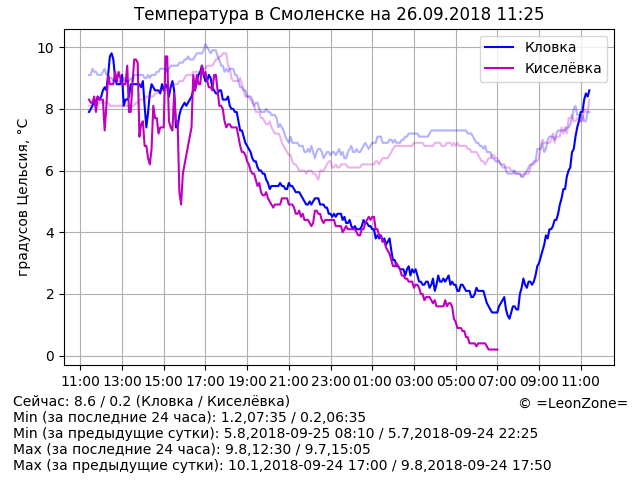 Температура в Смоленске на 26.09.2018 11:25
Кловка
Киселёвка
градусов Цельсия, °C
10
8
6
4
2
0
11:00 13:00 15:00 17:00 19:00 21:00 23:00 01:00 03:00 05:00 07:00 09:00 11:00
Сейчас: 8.6 / 0.2 (Кловка / Киселёвка)
© =LeonZone=
Min (за последние 24 часа): 1.2,07:35 / 0.2,06:35
Min (за предыдущие сутки): 5.8,2018-09-25 08:10 / 5.7,2018-09-24 22:25
Max (за последние 24 часа): 9.8,12:30 / 9.7,15:05
Max (за предыдущие сутки): 10.1,2018-09-24 17:00 / 9.8,2018-09-24 17:50